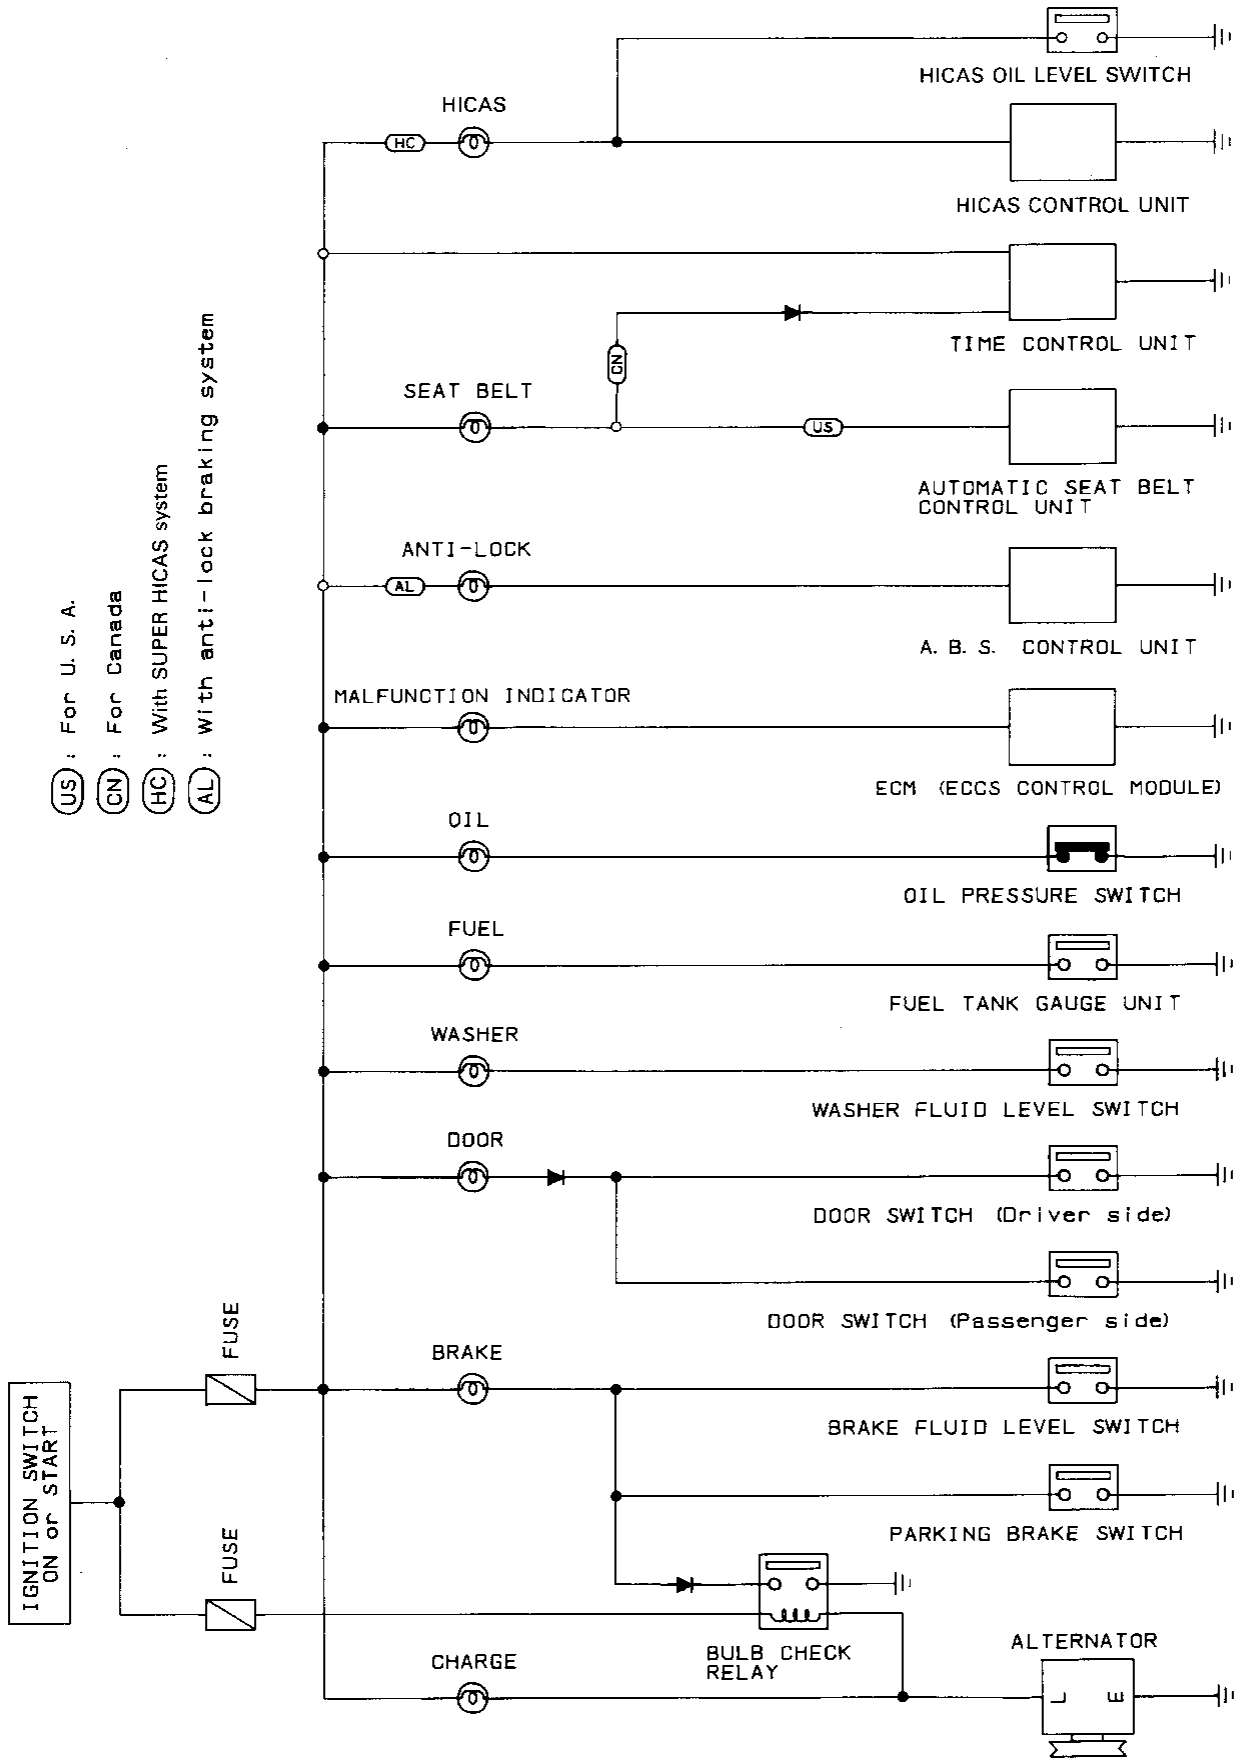 HICAS OIL LEVEL SWITCH
HICAS
HC
HICAS CONTROL UNIT
TIME CONTROL UNIT
CN
SEAT BELT
US
AUTOMATIC SEAT BELT
CONTROL UNIT
ANTI-LOCK
AL
A. B. S. CONTROL UNIT
US : For U. S. A.
CN : For Canada
HC : With SUPER HICAS system
AL : With anti-lock braking system
MALFUNCTION INDICATOR
ECM (ECCS CONTROL MODULE)
OIL
OIL PRESSURE SWITCH
FUEL
FUEL TANK GAUGE UNIT
WASHER
WASHER FLUID LEVEL SWITCH
DOOR
DOOR SWITCH (Driver side)
DOOR SWITCH (Passenger side)
FUSE
BRAKE
BRAKE FLUID LEVEL SWITCH
IGNITION SWITCH
ON or START
PARKING BRAKE SWITCH
FUSE
BULB CHECK
RELAY
CHARGE
ALTERNATOR
L E